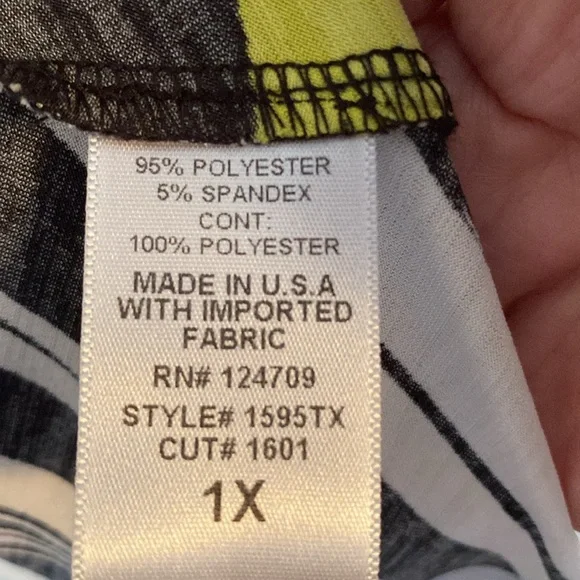 95% POLYESTER
5% SPANDEX
CONT:
100% POLYESTER
MADE IN U.S.A
WITH IMPORTED
FABRIC
RN# 124709
STYLE# 1595TX
CUT# 1601
1X